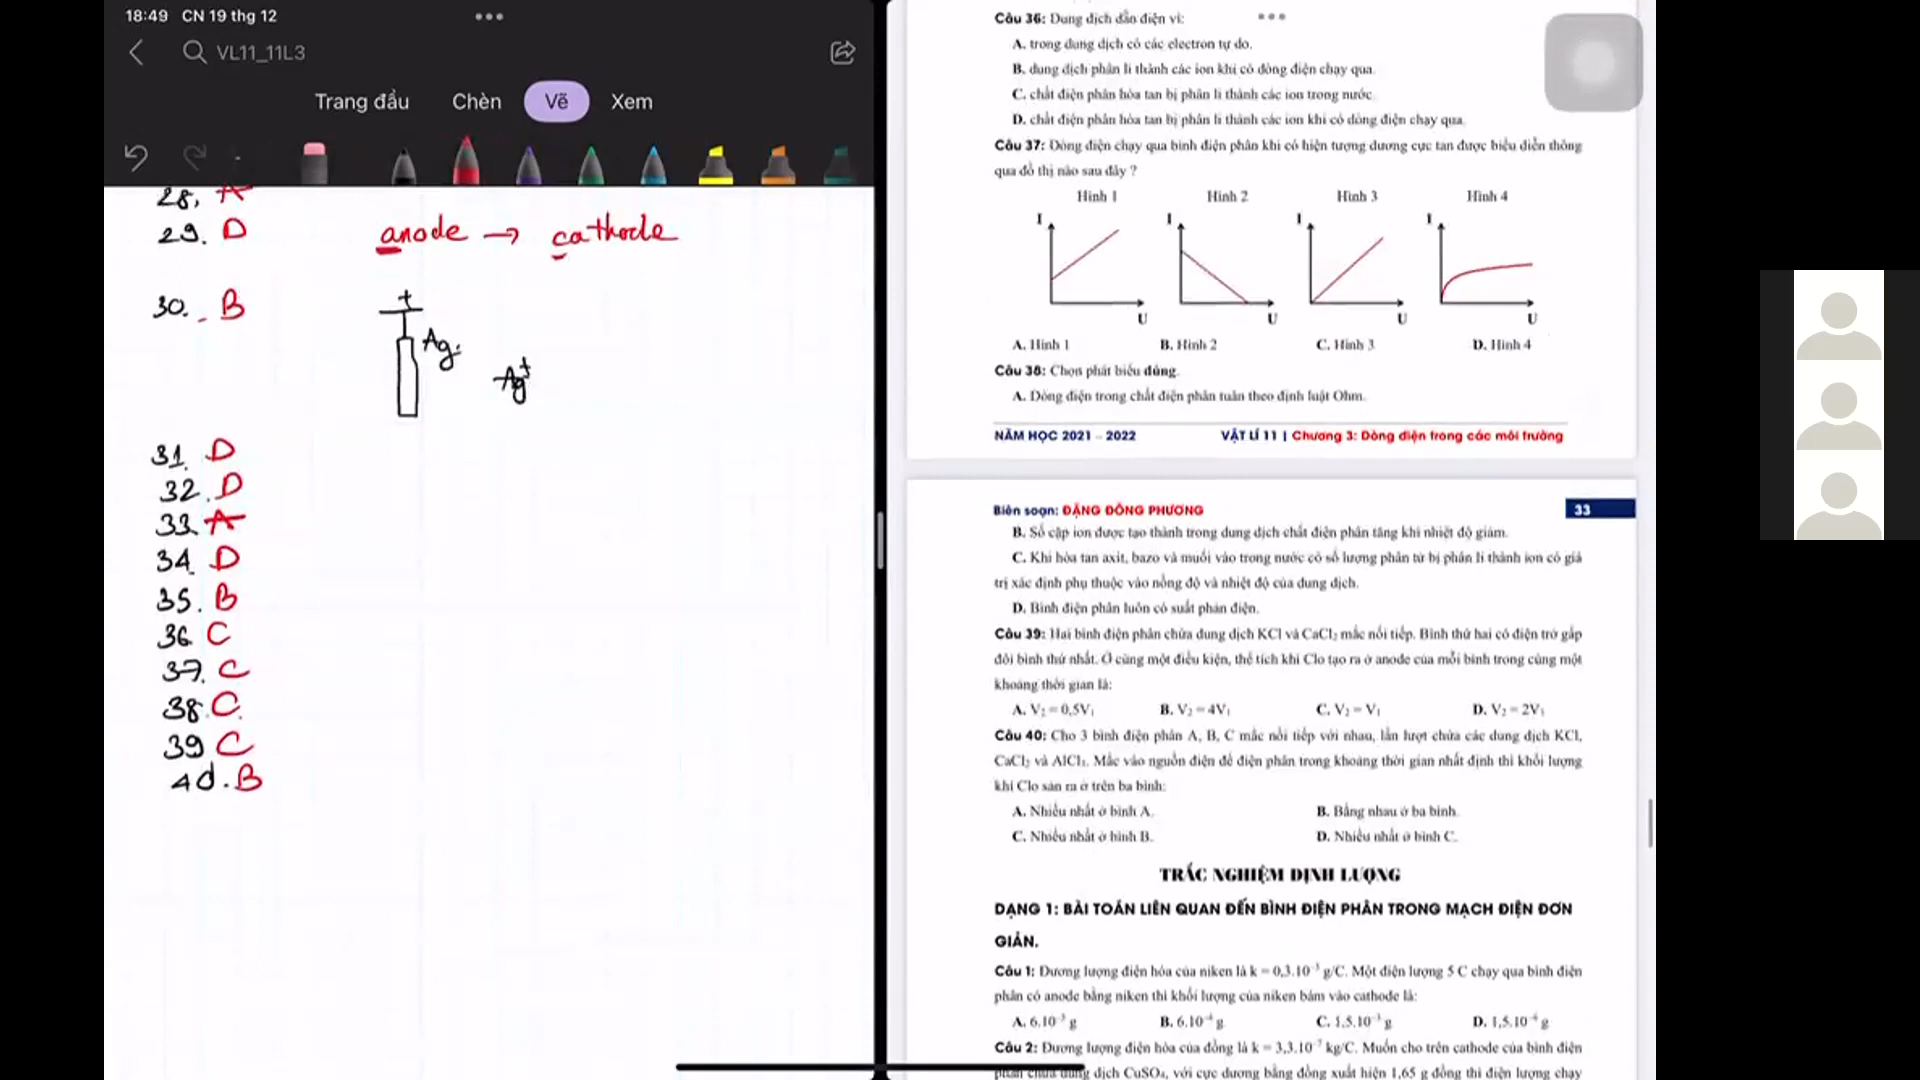 18:49 CN 19 thg 12
VL11_11L3
Trang đầu Chèn Vẽ Xem
28. A
29. D
anode → cathode
30. B
+
Ag
Ag+
31. D
32. D
33. A
34. D
35. B
36. C
37. C
38. C
39 C
40. B
Câu 36: Dung dịch dẫn điện vì:
A. trong dung dịch có các electron tự do.
B. dung dịch phân li thành các ion khi có dòng điện chạy qua.
C. chất điện phân hòa tan bị phân li thành các ion trong nước.
D. chất điện phân hòa tan bị phân li thành các ion khi có dòng điện chạy qua.
Câu 37: Dòng điện chạy qua bình điện phân khi có hiện tượng dương cực tan được biểu diễn thông
qua đồ thị nào sau đây ?
Hình 1 Hình 2 Hình 3 Hình 4
I I I I
U U U U
A. Hình 1 B. Hình 2 C. Hình 3 D. Hình 4
Câu 38: Chọn phát biểu đúng.
A. Dòng điện trong chất điện phân tuân theo định luật Ohm.
NĂM HỌC 2021 - 2022 VẬT LÍ 11 | Chương 3: Dòng điện trong các môi trường
Biên soạn: ĐẶNG ĐÔNG PHƯƠNG 33
B. Số cặp ion được tạo thành trong dung dịch chất điện phân tăng khi nhiệt độ giảm.
C. Khi hòa tan axit, bazo và muối vào trong nước có số lượng phân tử bị phân li thành ion có giá
trị xác định phụ thuộc vào nồng độ và nhiệt độ của dung dịch.
D. Bình điện phân luôn có suất phản điện.
Câu 39: Hai bình điện phân chứa dung dịch KCl và CaCl₂ mắc nối tiếp. Bình thứ hai có điện trở gấp
đôi bình thứ nhất. Ở cùng một điều kiện, thể tích khí Clo tạo ra ở anode của mỗi bình trong cùng một
khoảng thời gian là:
A. V₂ = 0,5V₁ B. V₂ = 4V₁ C. V₂ = V₁ D. V₂ = 2V₁
Câu 40: Cho 3 bình điện phân A, B, C mắc nối tiếp với nhau, lần lượt chứa các dung dịch KCl,
CaCl₂ và AlCl₃. Mắc vào nguồn điện để điện phân trong khoảng thời gian nhất định thì khối lượng
khí Clo sản ra ở trên ba bình:
A. Nhiều nhất ở bình A. B. Bằng nhau ở ba bình.
C. Nhiều nhất ở bình B. D. Nhiều nhất ở bình C.
TRẮC NGHIỆM ĐỊNH LƯỢNG
DẠNG 1: BÀI TOÁN LIÊN QUAN ĐẾN BÌNH ĐIỆN PHÂN TRONG MẠCH ĐIỆN ĐƠN
GIẢN.
Câu 1: Đương lượng điện hóa của niken là k = 0,3.10⁻³ g/C. Một điện lượng 5 C chạy qua bình điện
phân có anode bằng niken thì khối lượng của niken bám vào cathode là:
A. 6.10⁻³ g B. 6.10⁻⁴ g C. 1,5.10⁻³ g D. 1,5.10⁻⁴ g
Câu 2: Đương lượng điện hóa của đồng là k = 3,3.10⁻⁷ kg/C. Muốn cho trên cathode của bình điện
phân chứa dung dịch CuSO₄, với cực dương bằng đồng xuất hiện 1,65 g đồng thì điện lượng chạy